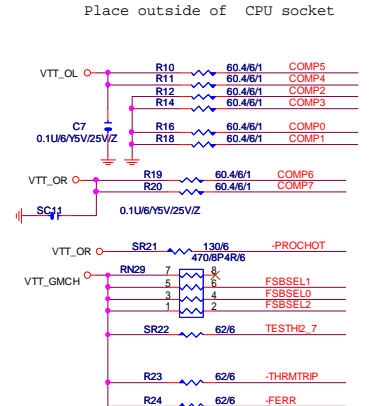 Place outside of CPU socket
R10 60.4/6/1 COMP5
VTT_OL
R11 60.4/6/1 COMP4
R12 60.4/6/1 COMP2
R14 60.4/6/1 COMP3
C7 R16 60.4/6/1 COMP0
0.1U/6/Y5V/25V/Z R18 60.4/6/1 COMP1
VTT_OR R19 60.4/6/1 COMP6
R20 60.4/6/1 COMP7
SC11 0.1U/6/Y5V/25V/Z
VTT_OR SR21 130/6 -PROCHOT
470/8P4R/6
VTT_GMCH RN29 7 8
5 6 FSBSEL1
3 4 FSBSEL0
1 2 FSBSEL2
SR22 62/6 TESTHI2_7
R23 62/6 -THRMTRIP
R24 62/6 -FERR